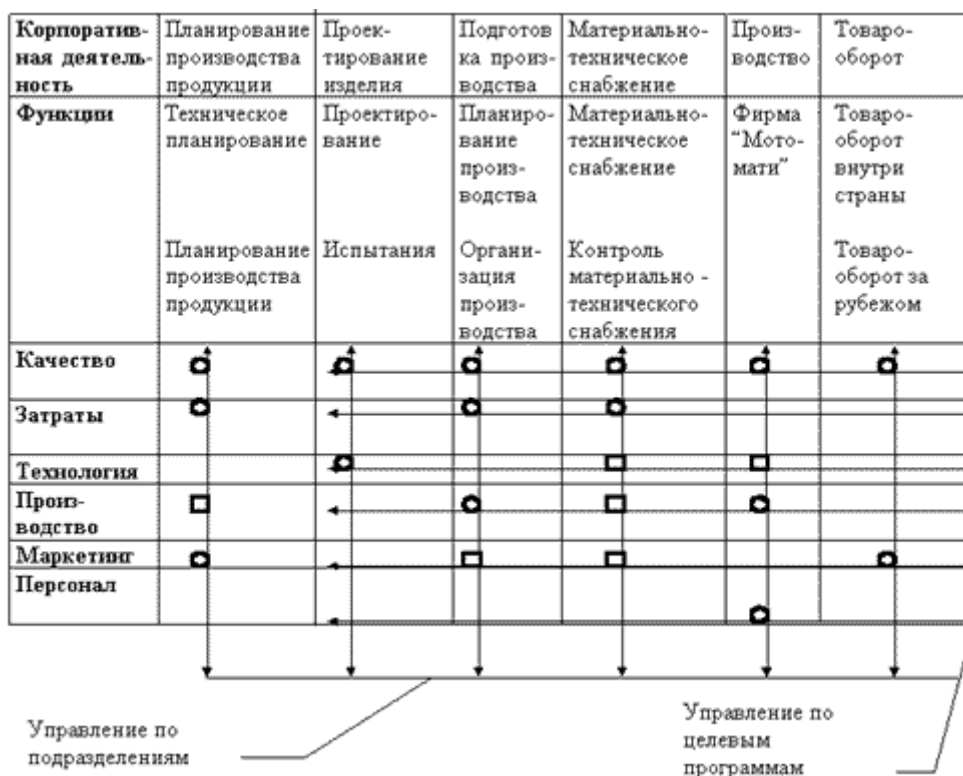 Корпоратив-
ная деятель-
ность
Планирование
производства
продукции
Проек-
тирование
изделия
Подготов
ка произ-
водства
Материально-
техническое
снабжение
Произ-
водство
Товаро-
оборот
Функции
Техническое
планирование
Проектиро-
вание
Планиро-
вание
произ-
водства
Материально-
техническое
снабжение
Фирма
“Мото-
мати”
Товаро-
оборот
внутри
страны
Планирование
производства
продукции
Испытания
Органи-
зация
произ-
водства
Контроль
материально -
технического
снабжения
Товаро-
оборот за
рубежом
Качество
Затраты
Технология
Произ-
водство
Маркетинг
Персонал
Управление по
подразделениям
Управление по
целевым
программам